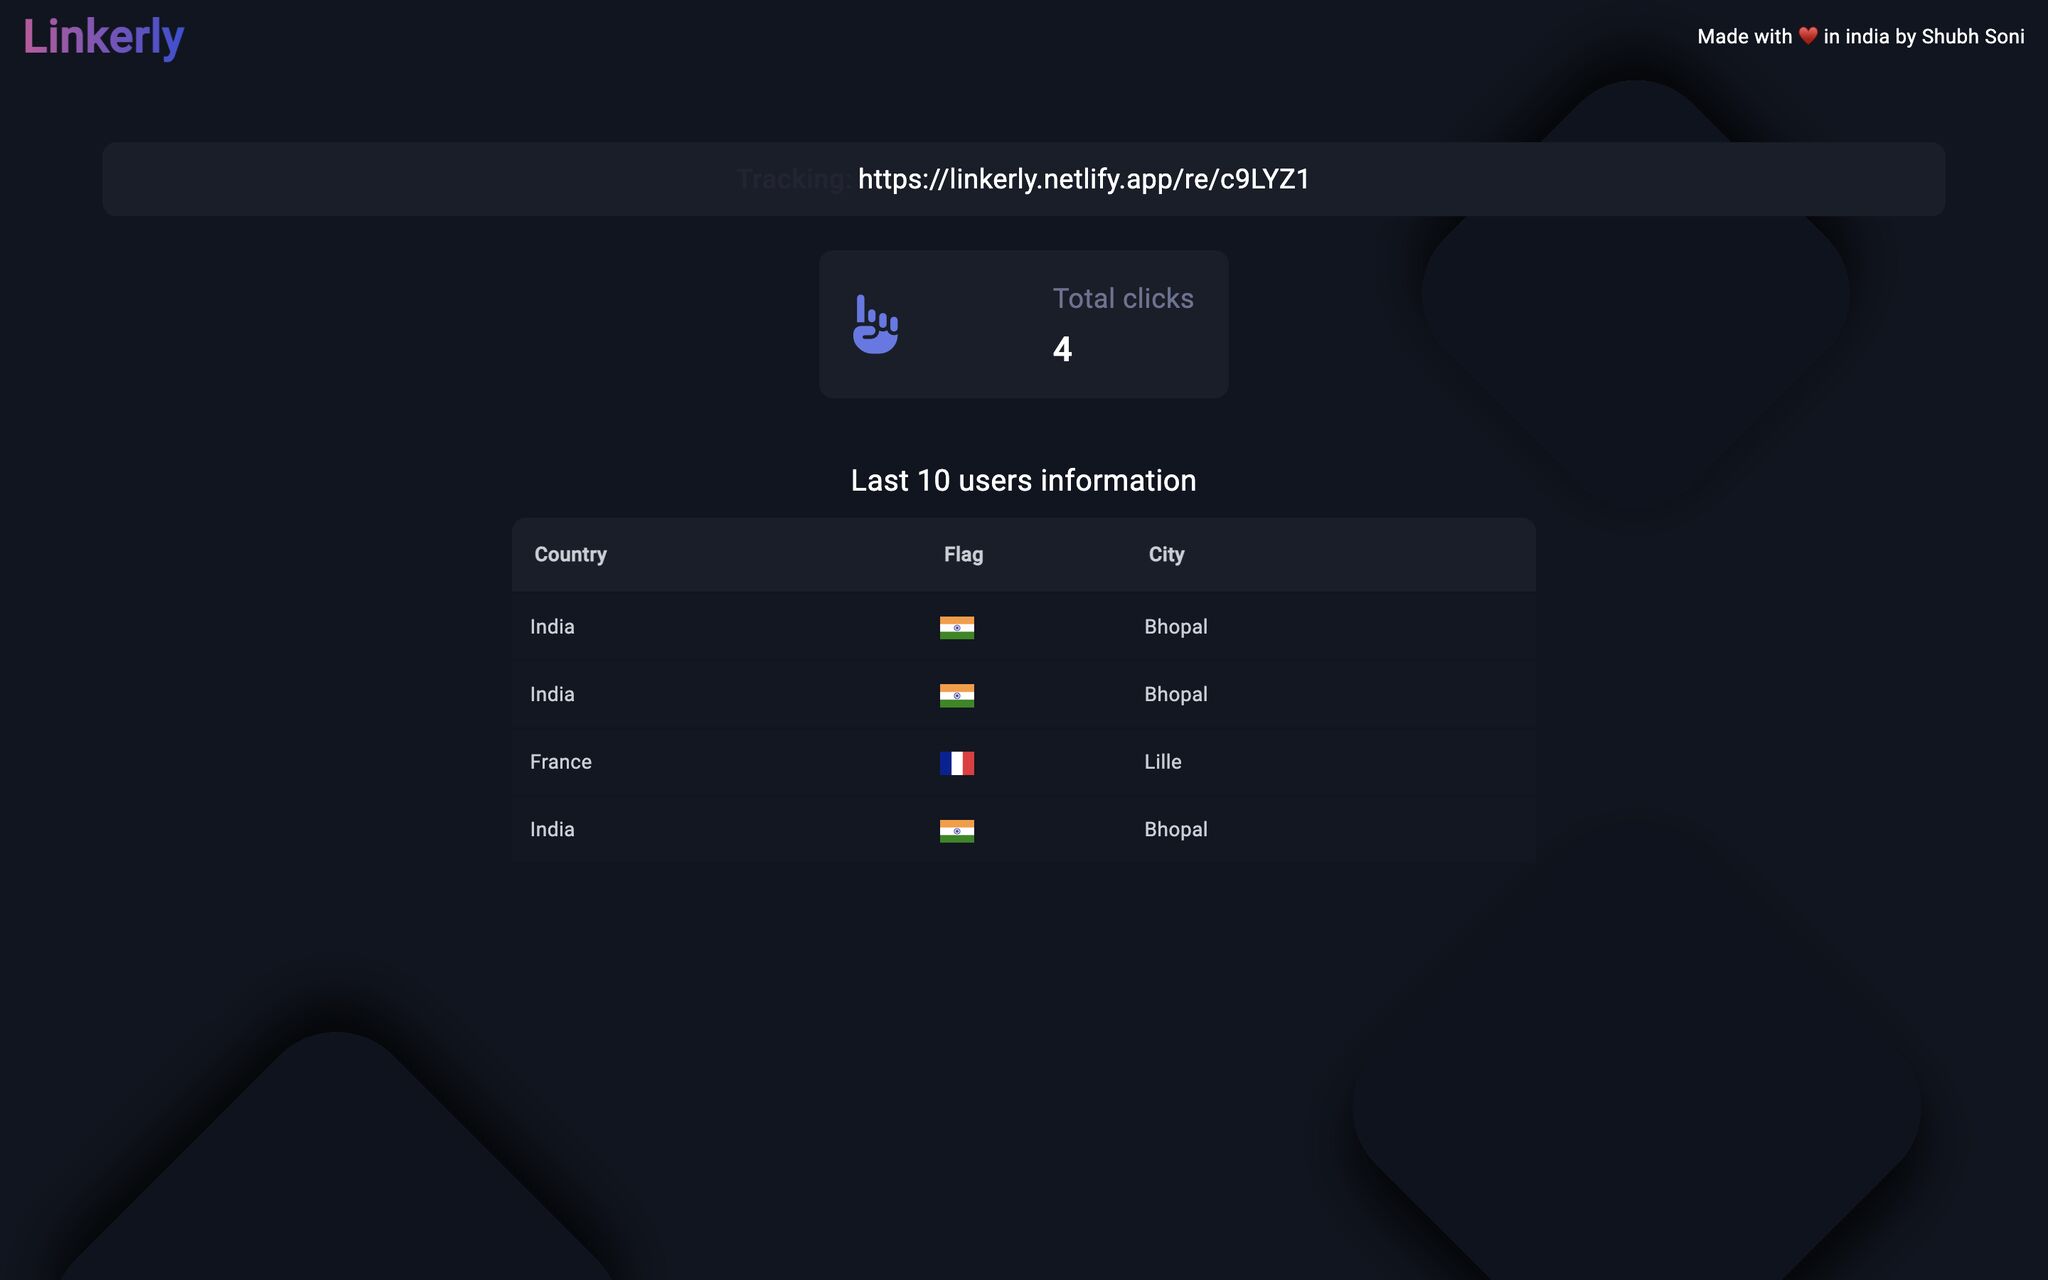 Linkerly
Made with ❤️ in india by Shubh Soni
Tracking: https://linkerly.netlify.app/re/c9LYZ1
Total clicks
4
Last 10 users information
Country Flag City
India Bhopal
India Bhopal
France Lille
India Bhopal